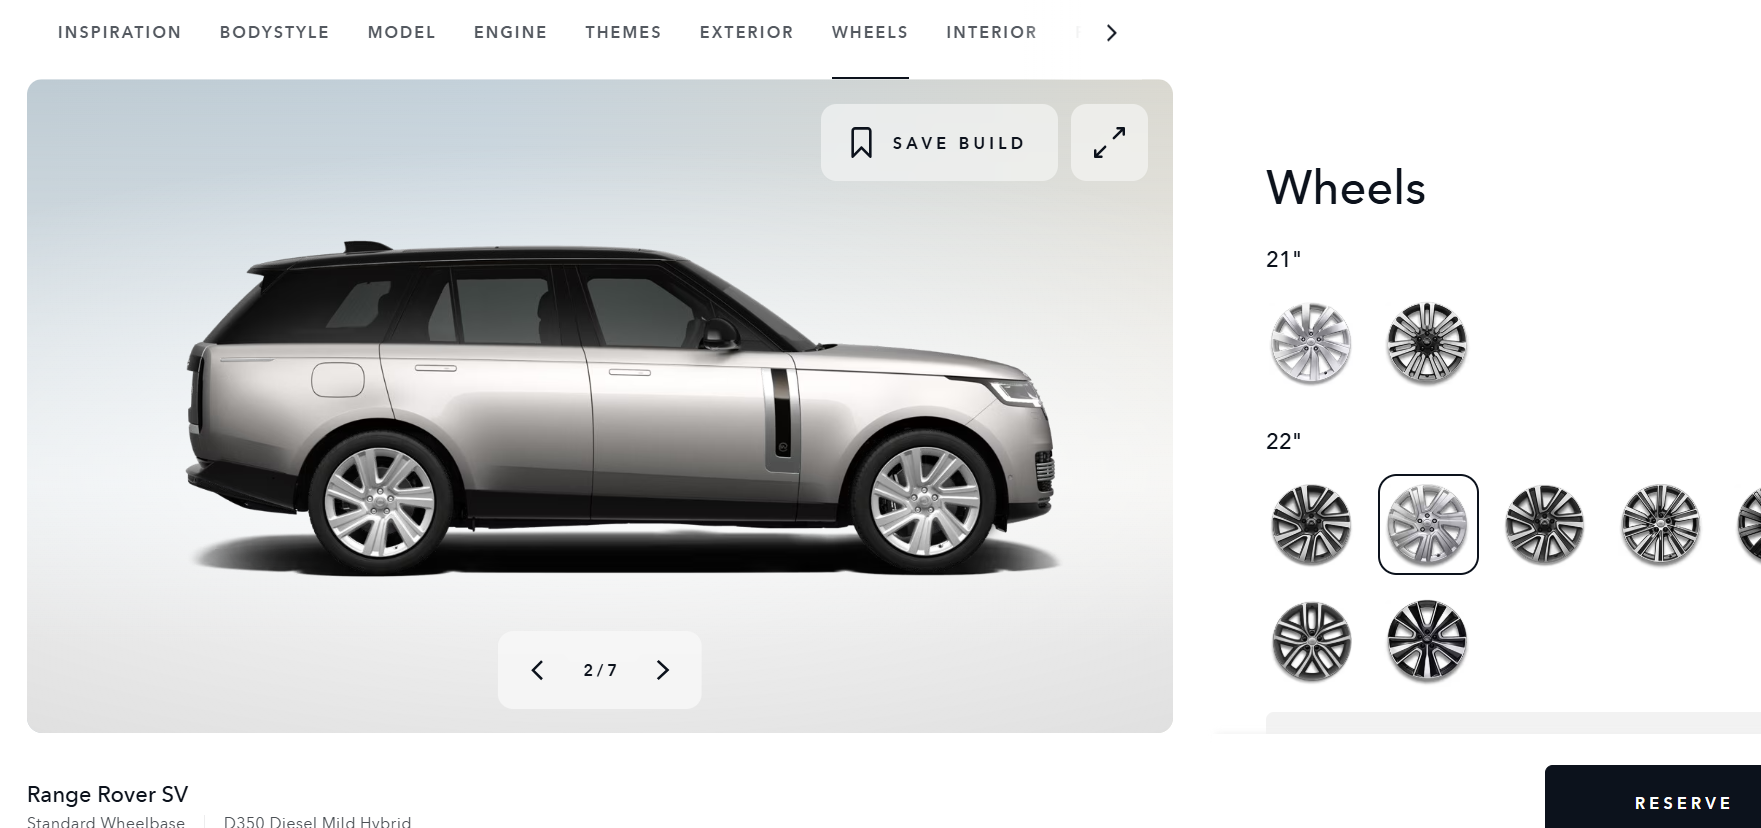 INSPIRATION BODYSTYLE MODEL ENGINE THEMES EXTERIOR WHEELS INTERIOR
SAVE BUILD
2/7
Wheels
21"
22"
Range Rover SV
Standard Wheelbase D350 Diesel Mild Hybrid
RESERVE